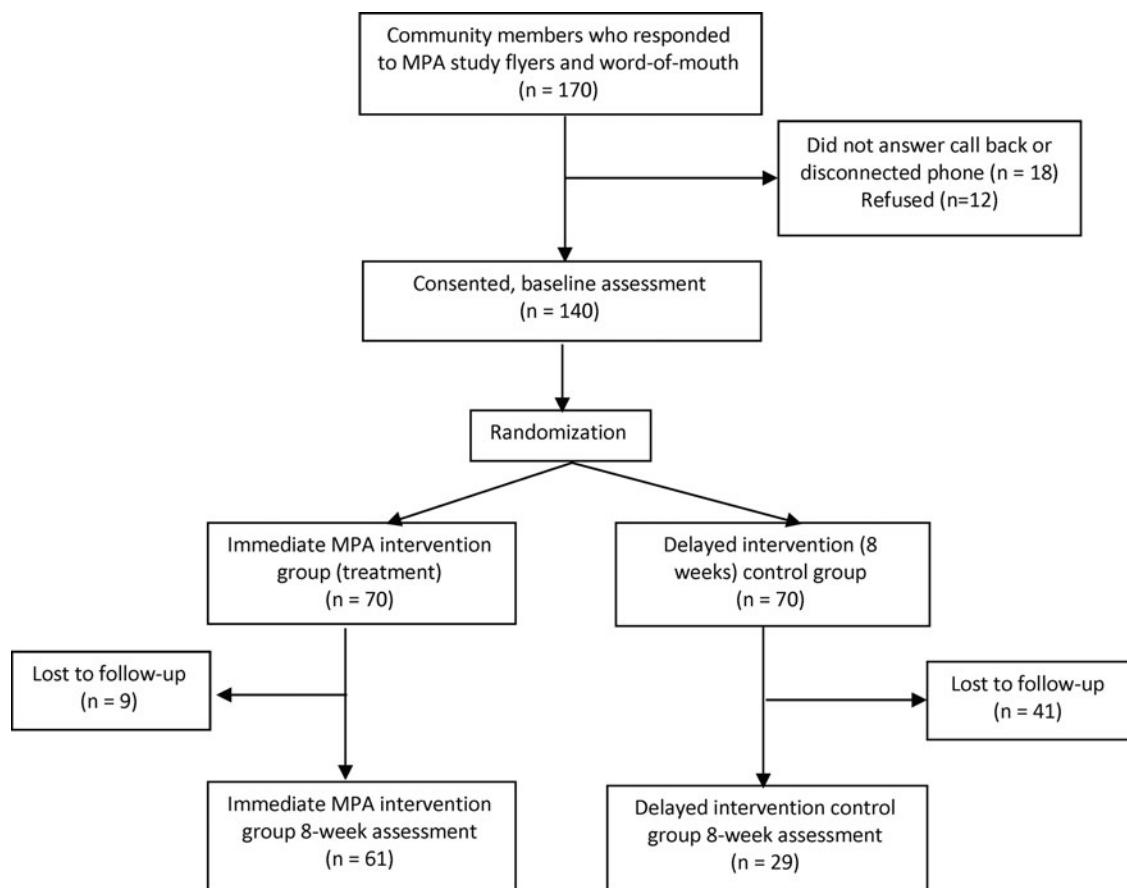 Community members who responded
to MPA study flyers and word-of-mouth
(n = 170)
Did not answer call back or
disconnected phone (n = 18)
Refused (n=12)
Consented, baseline assessment
(n = 140)
Randomization
Immediate MPA intervention
group (treatment)
(n = 70)
Delayed intervention (8
weeks) control group
(n = 70)
Lost to follow-up
(n = 9)
Lost to follow-up
(n = 41)
Immediate MPA intervention
group 8-week assessment
(n = 61)
Delayed intervention control
group 8-week assessment
(n = 29)